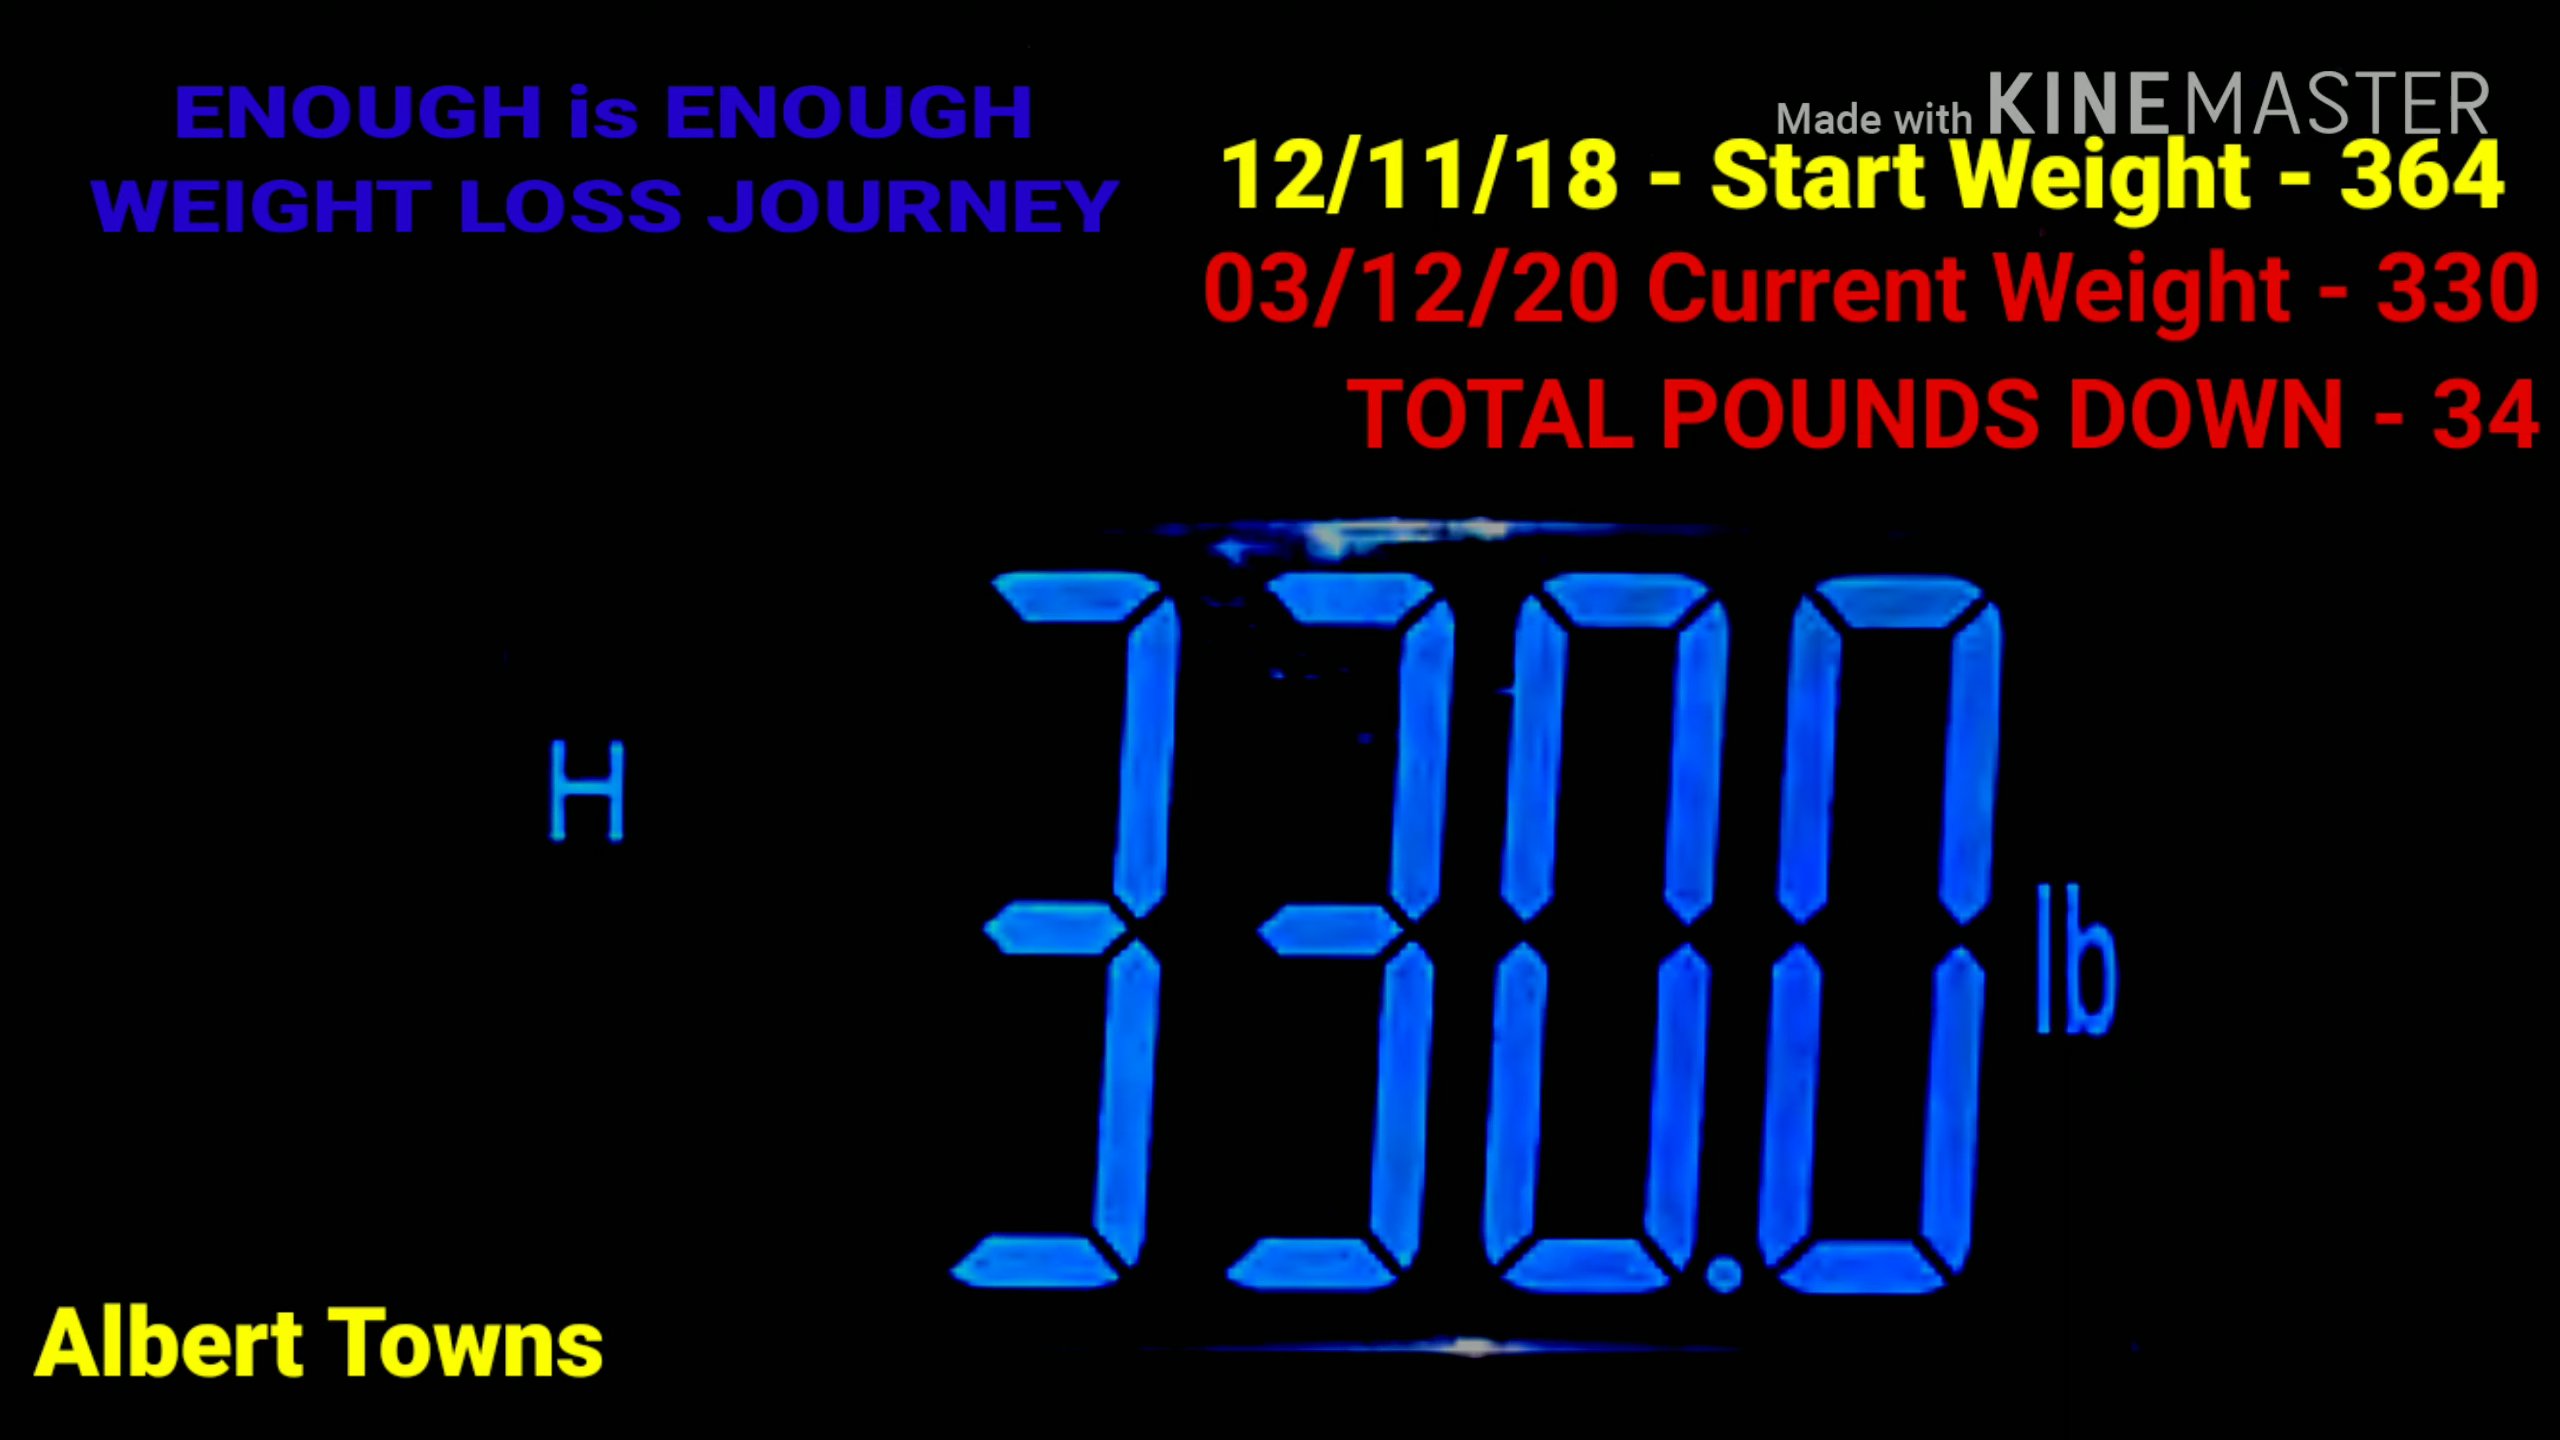 ENOUGH is ENOUGH
WEIGHT LOSS JOURNEY
Made with KINEMASTER
12/11/18 - Start Weight - 364
03/12/20 Current Weight - 330
TOTAL POUNDS DOWN - 34
H
330.0 lb
Albert Towns